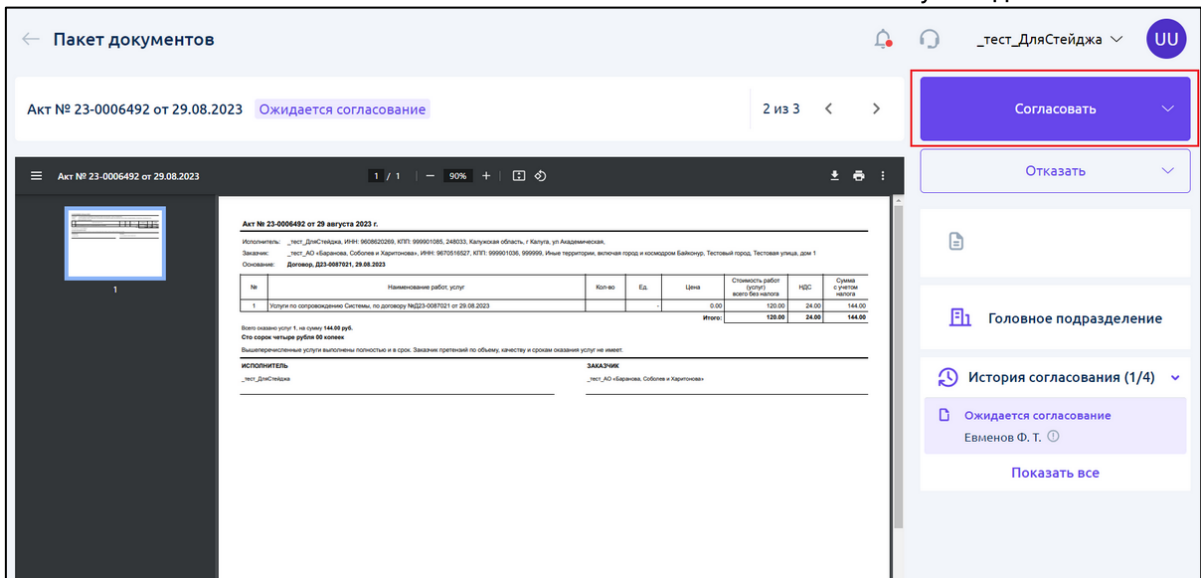 Пакет документов
_тест_ДляСтейджа
UU
Акт № 23-0006492 от 29.08.2023 Ожидается согласование
2 из 3
Согласовать
Отказать
Акт № 23-0006492 от 29.08.2023
1 / 1
90%
1
Акт № 23-0006492 от 29 августа 2023 г.
Исполнитель: _тест_ДляСтейджа, ИНН: 9608620269, КПП: 999901085, 248033, Калужская область, г Калуга, ул Академическая,
Заказчик: _тест_АО «Баранова, Соболев и Харитонова», ИНН: 9670516527, КПП: 999901036, 999999, Иные территории, включая город и космодром Байконур, Тестовый город, Тестовая улица, дом 1
Основание: Договор, Д23-0087021, 29.08.2023
№ Наименование работ, услуг Кол-во Ед. Цена Стоимость работ (услуг) всего без налога НДС Сумма с учетом налога
1 Услуги по сопровождению Системы, по договору №Д23-0087021 от 29.08.2023 - 0.00 120.00 24.00 144.00
Итого: 120.00 24.00 144.00
Всего оказано услуг 1, на сумму 144.00 руб.
Сто сорок четыре рубля 00 копеек
Вышеперечисленные услуги выполнены полностью и в срок. Заказчик претензий по объему, качеству и срокам оказания услуг не имеет.
ИСПОЛНИТЕЛЬ ЗАКАЗЧИК
_тест_ДляСтейджа _тест_АО «Баранова, Соболев и Харитонова»
Головное подразделение
История согласования (1/4)
Ожидается согласование
Евменов Ф. Т.
Показать все